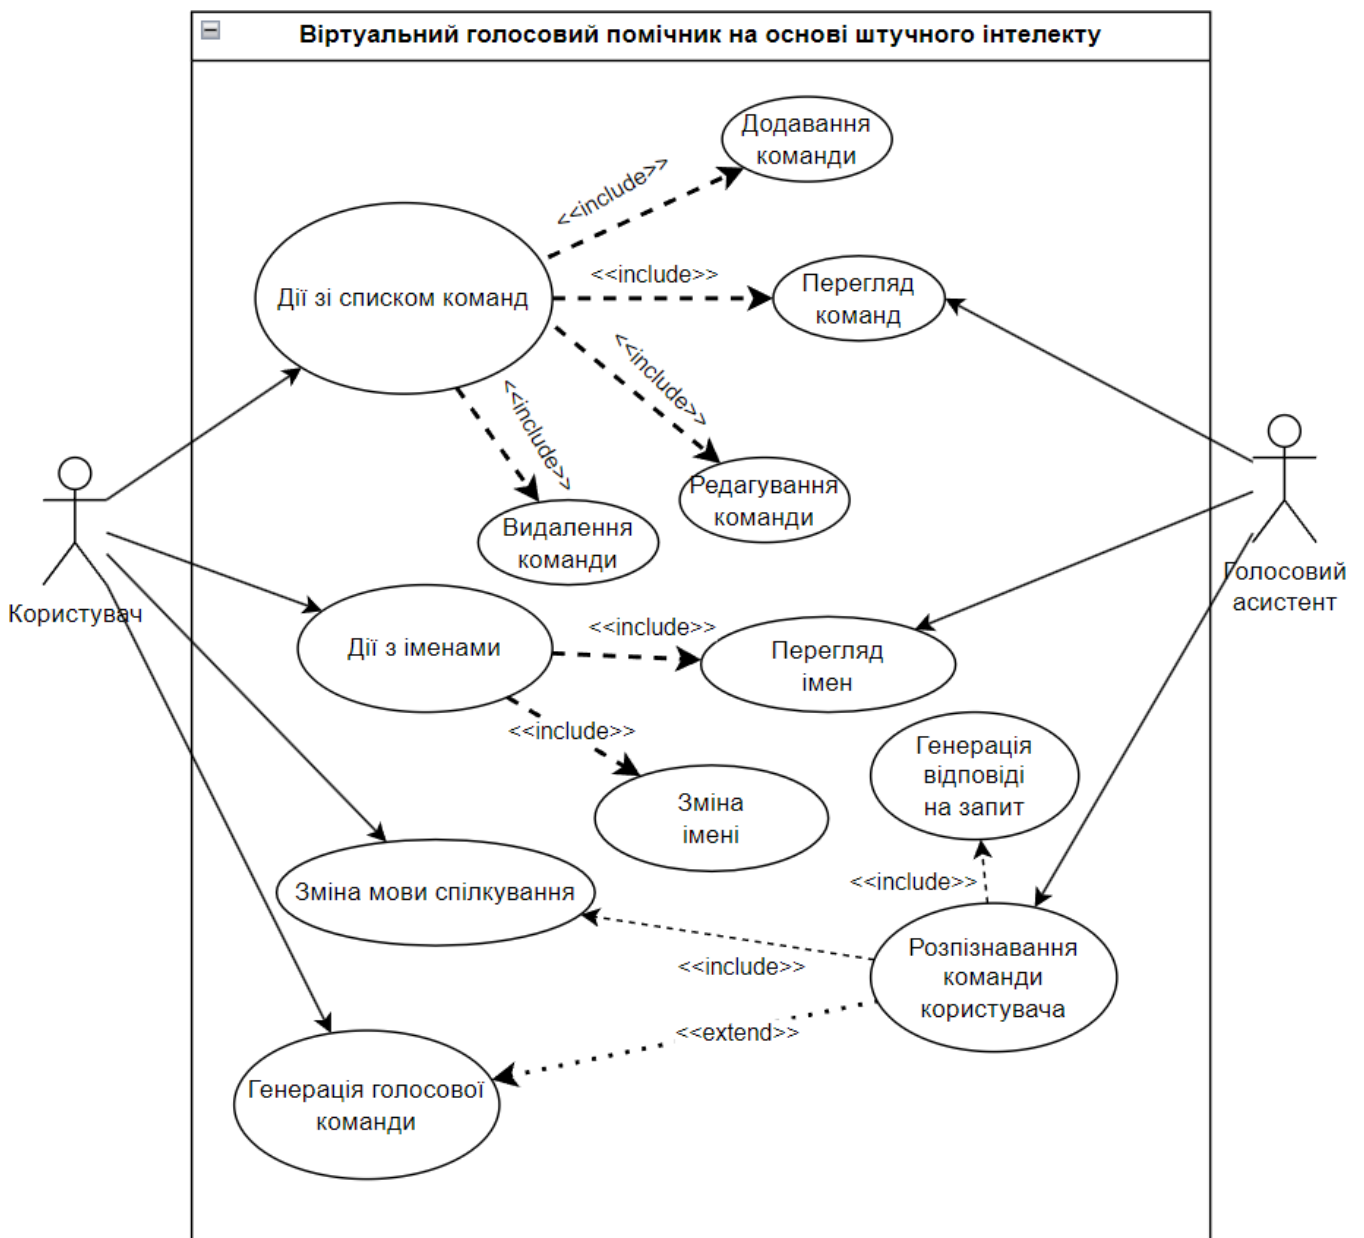 Віртуальний голосовий помічник на основі штучного інтелекту
Додавання
команди
<<include>>
Дії зі списком команд
<<include>>
Перегляд
команд
<<include>>
<<include>>
Редагування
команди
Видалення
команди
Користувач
Голосовий
асистент
Дії з іменами
<<include>>
Перегляд
імен
<<include>>
Генерація
відповіді
на запит
Зміна
імені
Зміна мови спілкування
<<include>>
<<include>>
Розпізнавання
команди
користувача
<<extend>>
Генерація голосової
команди